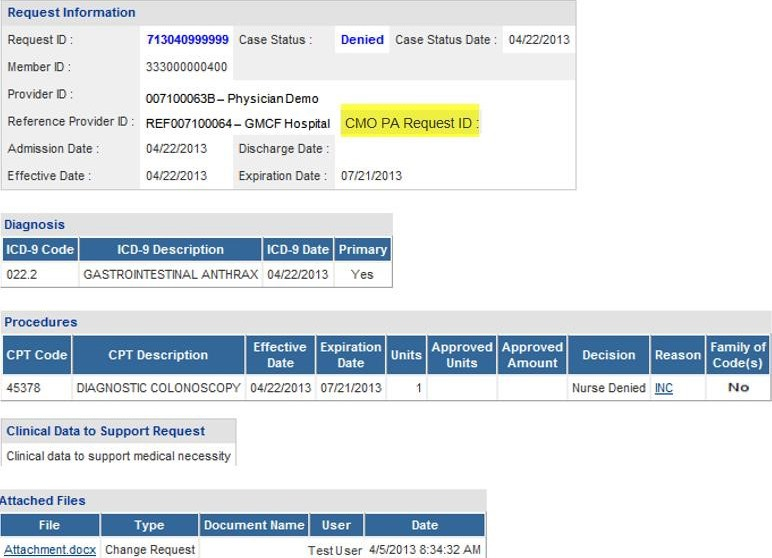 Request Information
Request ID : 713040999999 Case Status : Denied Case Status Date : 04/22/2013
Member ID : 333000000400
Provider ID : 007100063B – Physician Demo
Reference Provider ID : REF007100064 – GMCF Hospital CMO PA Request ID :
Admission Date : 04/22/2013 Discharge Date :
Effective Date : 04/22/2013 Expiration Date : 07/21/2013
Diagnosis
ICD-9 Code ICD-9 Description ICD-9 Date Primary
022.2 GASTROINTESTINAL ANTHRAX 04/22/2013 Yes
Procedures
CPT Code CPT Description Effective Date Expiration Date Units Approved Units Approved Amount Decision Reason Family of Code(s)
45378 DIAGNOSTIC COLONOSCOPY 04/22/2013 07/21/2013 1 Nurse Denied INC No
Clinical Data to Support Request
Clinical data to support medical necessity
Attached Files
File Type Document Name User Date
Attachment.docx Change Request Test User 4/5/2013 8:34:32 AM